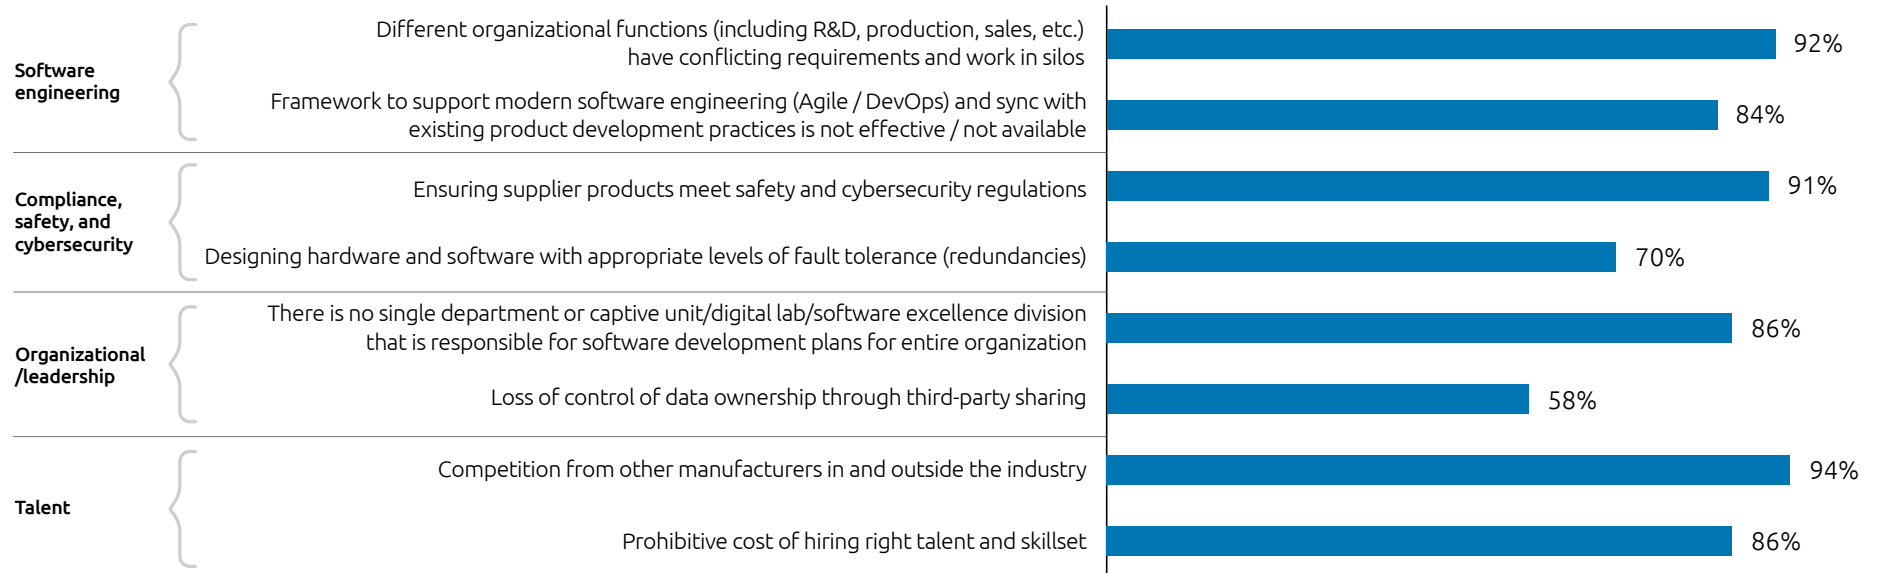 Software
engineering
Different organizational functions (including R&D, production, sales, etc.)
have conflicting requirements and work in silos
92%
Framework to support modern software engineering (Agile / DevOps) and sync with
existing product development practices is not effective / not available
84%
Compliance,
safety, and
cybersecurity
Ensuring supplier products meet safety and cybersecurity regulations
91%
Designing hardware and software with appropriate levels of fault tolerance (redundancies)
70%
Organizational
/leadership
There is no single department or captive unit/digital lab/software excellence division
that is responsible for software development plans for entire organization
86%
Loss of control of data ownership through third-party sharing
58%
Talent
Competition from other manufacturers in and outside the industry
94%
Prohibitive cost of hiring right talent and skillset
86%